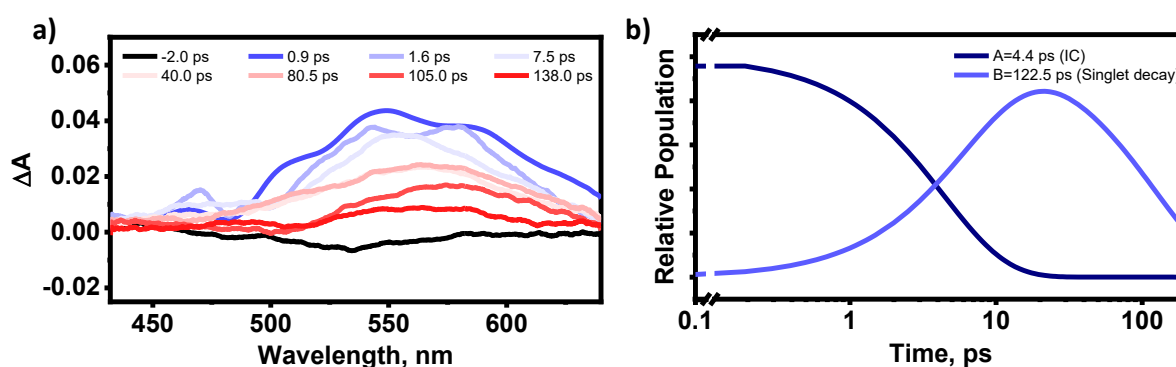 a)
-2.0 ps 0.9 ps 1.6 ps 7.5 ps
40.0 ps 80.5 ps 105.0 ps 138.0 ps
0.06
0.04
0.02
0.00
-0.02
ΔA
450 500 550 600
Wavelength, nm
b)
A=4.4 ps (IC)
B=122.5 ps (Singlet decay)
Relative Population
0.1 1 10 100
Time, ps